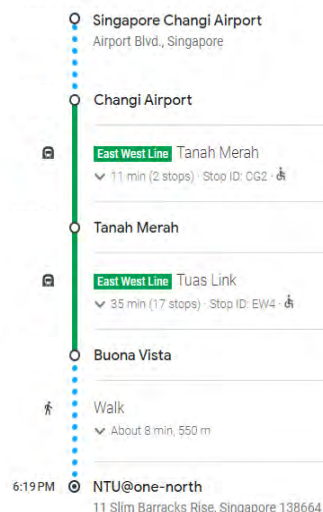 Singapore Changi Airport
Airport Blvd., Singapore
Changi Airport
East West Line Tanah Merah
11 min (2 stops) · Stop ID: CG2 ·
Tanah Merah
East West Line Tuas Link
35 min (17 stops) · Stop ID: EW4 ·
Buona Vista
Walk
About 8 min, 550 m
6:19 PM NTU@one-north
11 Slim Barracks Rise, Singapore 138664